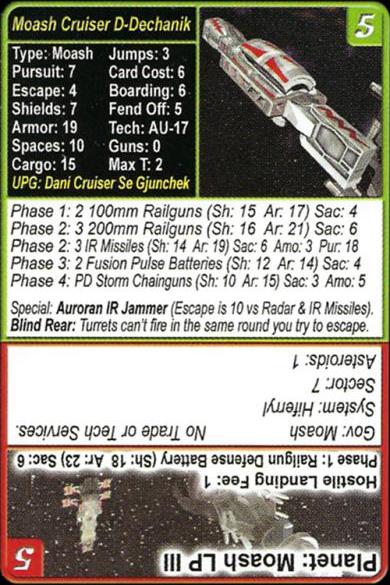 Moash Cruiser D-Dechanik
5
Type: Moash Jumps: 3
Pursuit: 7 Card Cost: 6
Escape: 4 Boarding: 6
Shields: 7 Fend Off: 5
Armor: 19 Tech: AU-17
Spaces: 10 Guns: 0
Cargo: 15 Max T: 2
UPG: Dani Cruiser Se Gjunchek
Phase 1: 2 100mm Railguns (Sh: 15 Ar: 17) Sac: 4
Phase 2: 3 200mm Railguns (Sh: 16 Ar: 21) Sac: 6
Phase 2: 3 IR Missiles (Sh: 14 Ar: 19) Sac: 6 Amo: 3 Pur: 18
Phase 3: 2 Fusion Pulse Batteries (Sh: 12 Ar: 14) Sac: 4
Phase 4: PD Storm Chainguns (Sh: 10 Ar: 15) Sac: 3 Amo: 5
Special: Auroran IR Jammer (Escape is 10 vs Radar & IR Missiles).
Blind Rear: Turrets can't fire in the same round you try to escape.
Planet: Moash LP III
5
Hostile Landing Fee: 1
Phase 1: Railgun Defense Battery (Sh: 18 Ar: 23) Sac: 6
Gov: Moash No Trade or Tech Services.
System: Hiferryl
Sector: 7
Asteroids: 1